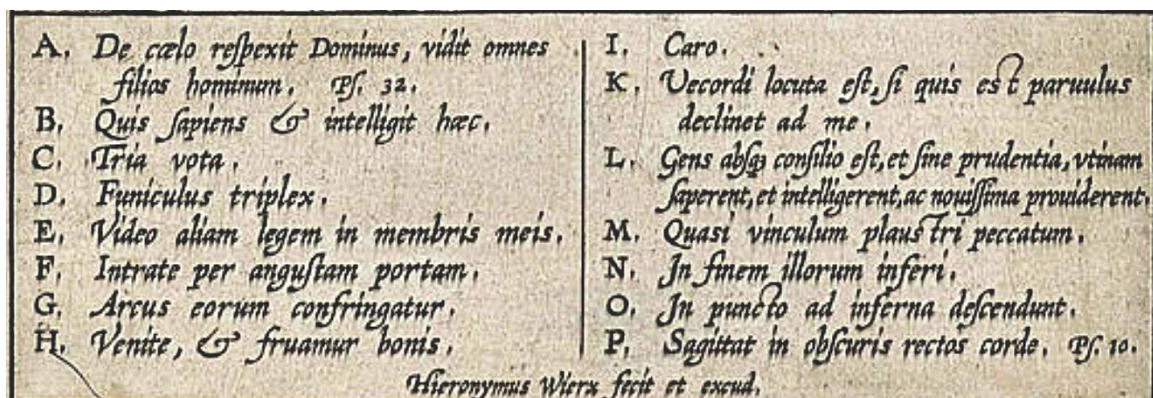 A. De cælo respexit Dominus, vidit omnes
filios hominum. Ps. 32.
B. Quis sapiens & intelligit hæc.
C. Tria vota.
D. Funiculus triplex.
E. Video aliam legem in membris meis.
F. Intrate per angustam portam.
G. Arcus eorum confringatur.
H. Venite, & fruamur bonis.
I. Caro.
K. Vecordi locuta est, si quis est paruulus
declinet ad me.
L. Gens absqꝫ consilio est, et sine prudentia, vtinam
saperent, et intelligerent, ac nouissima prouiderent.
M. Quasi vinculum plaustri peccatum.
N. In finem illorum inferi.
O. In puncto ad inferna descendunt.
P. Sagittat in obscuris rectos corde. Ps. 10.
Hieronymus Wierx fecit et excud.